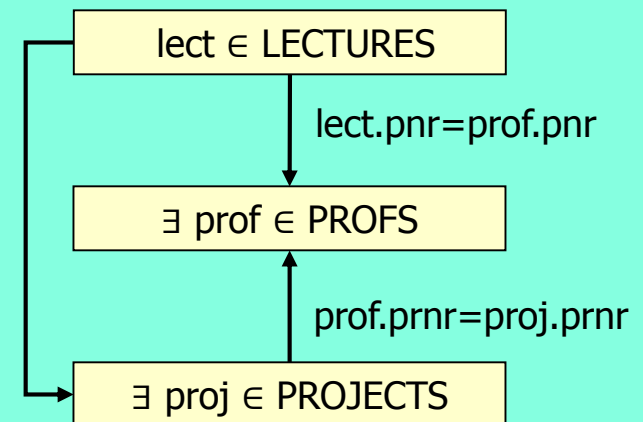 lect ∈ LECTURES
lect.pnr=prof.pnr
∃ prof ∈ PROFS
prof.prnr=proj.prnr
∃ proj ∈ PROJECTS